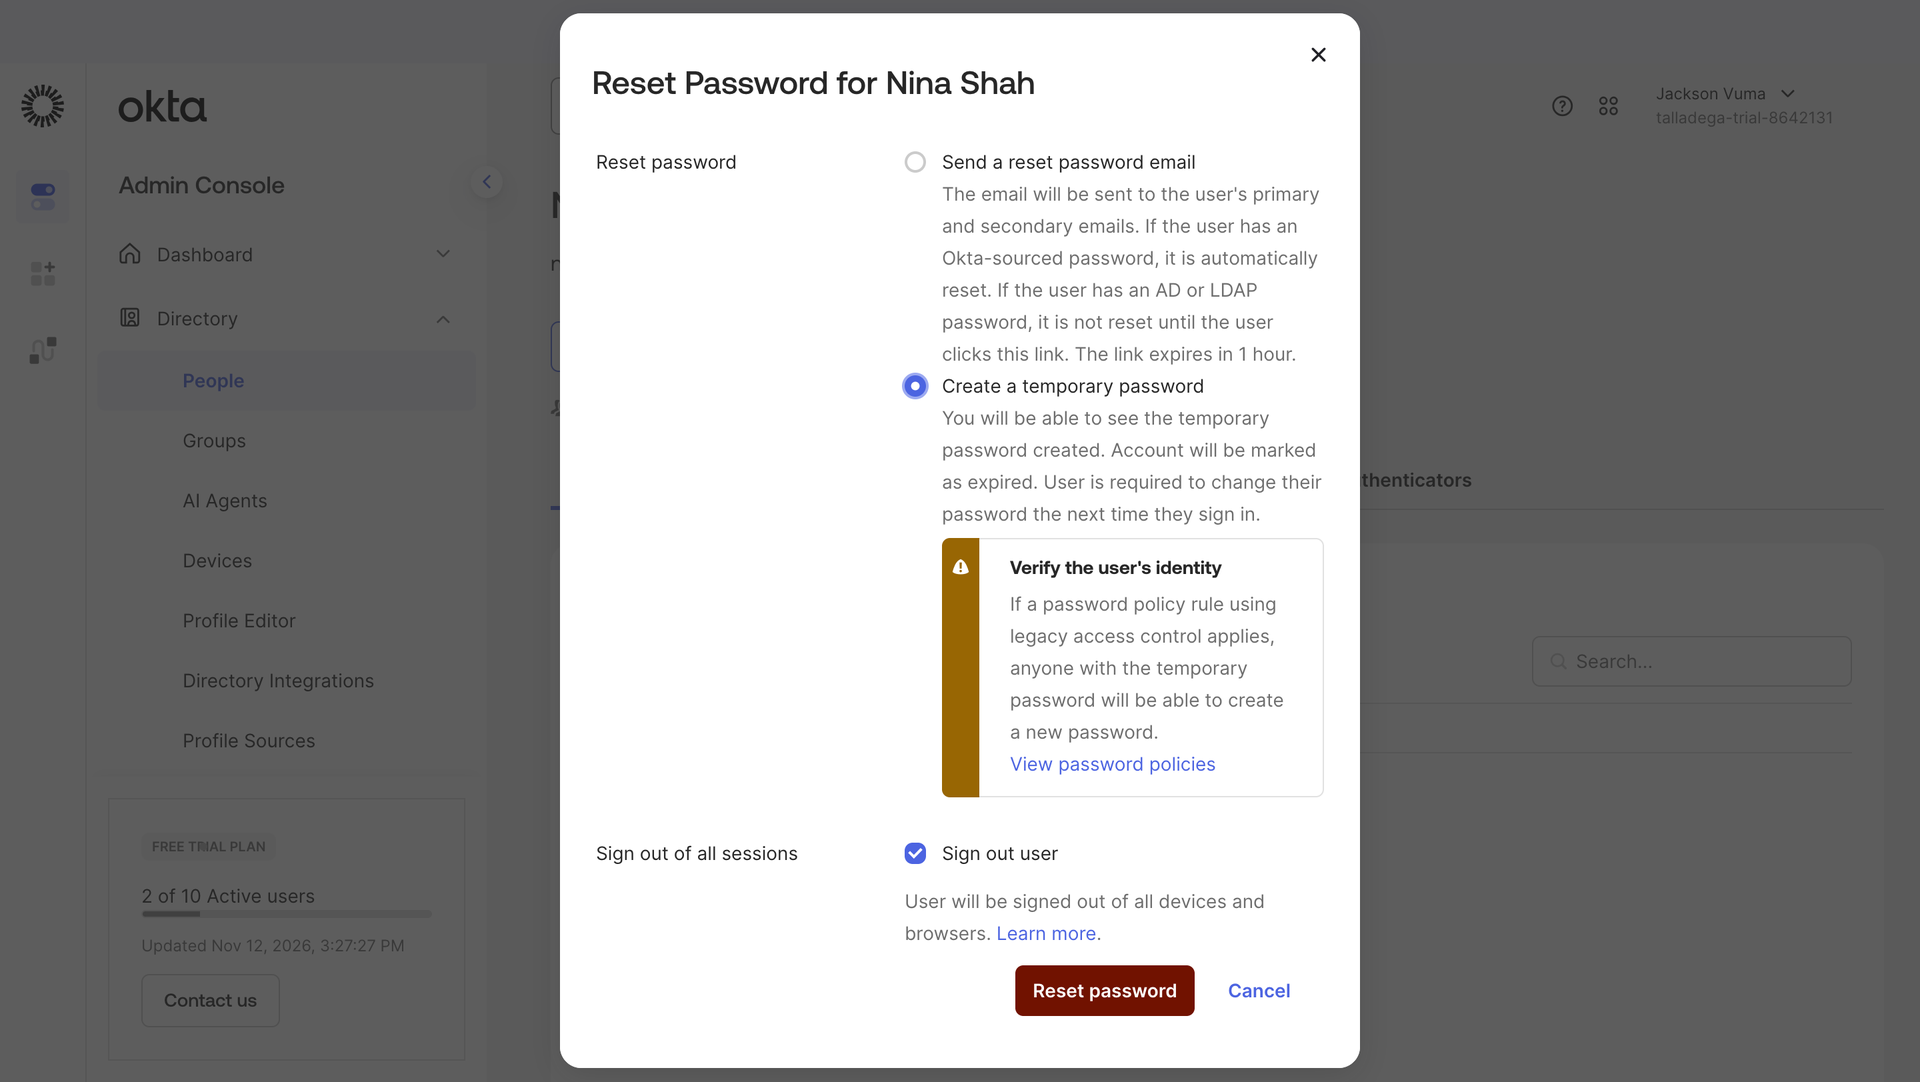 okta
Admin Console
Dashboard
Directory
People
Groups
AI Agents
Devices
Profile Editor
Directory Integrations
Profile Sources
FREE TRIAL PLAN
2 of 10 Active users
Updated Nov 12, 2026, 3:27:27 PM
Contact us
Jackson Vuma
talladega-trial-8642131
thenticators
Search...
Reset Password for Nina Shah
Reset password
Send a reset password email
The email will be sent to the user's primary
and secondary emails. If the user has an
Okta-sourced password, it is automatically
reset. If the user has an AD or LDAP
password, it is not reset until the user
clicks this link. The link expires in 1 hour.
Create a temporary password
You will be able to see the temporary
password created. Account will be marked
as expired. User is required to change their
password the next time they sign in.
Verify the user's identity
If a password policy rule using
legacy access control applies,
anyone with the temporary
password will be able to create
a new password.
View password policies
Sign out of all sessions
Sign out user
User will be signed out of all devices and
browsers. Learn more.
Reset password
Cancel